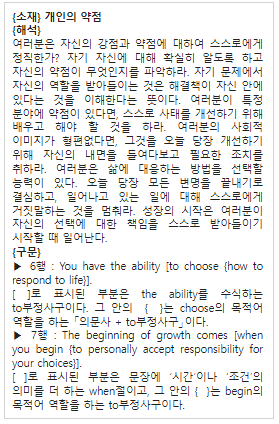 {소재} 개인의 약점
{해석}
여러분은 자신의 강점과 약점에 대하여 스스로에게
정직한가? 자기 자신에 대해 확실히 알도록 하고
자신의 약점이 무엇인지를 파악하라. 자기 문제에서
자신의 역할을 받아들이는 것은 해결책이 자신 안에
있다는 것을 이해한다는 뜻이다. 여러분이 특정
분야에 약점이 있다면, 스스로 사태를 개선하기 위해
배우고 해야 할 것을 하라. 여러분의 사회적
이미지가 형편없다면, 그것을 오늘 당장 개선하기
위해 자신의 내면을 들여다보고 필요한 조치를
취하라. 여러분은 삶에 대응하는 방법을 선택할
능력이 있다. 오늘 당장 모든 변명을 끝내기로
결심하고, 일어나고 있는 일에 대해 스스로에게
거짓말하는 것을 멈춰라. 성장의 시작은 여러분이
자신의 선택에 대한 책임을 스스로 받아들이기
시작할 때 일어난다.
{구문}
▶ 6행 : You have the ability [to choose {how to
respond to life}].
[ ]로 표시된 부분은 the ability를 수식하는
to부정사구이다. 그 안의 { }는 choose의 목적어
역할을 하는 「의문사 + to부정사구」이다.
▶ 7행 : The beginning of growth comes [when
you begin {to personally accept responsibility for
your choices}].
[ ]로 표시된 부분은 문장에 '시간'이나 '조건'의
의미를 더 하는 when절이고, 그 안의 { }는 begin의
목적어 역할을 하는 to부정사구이다.